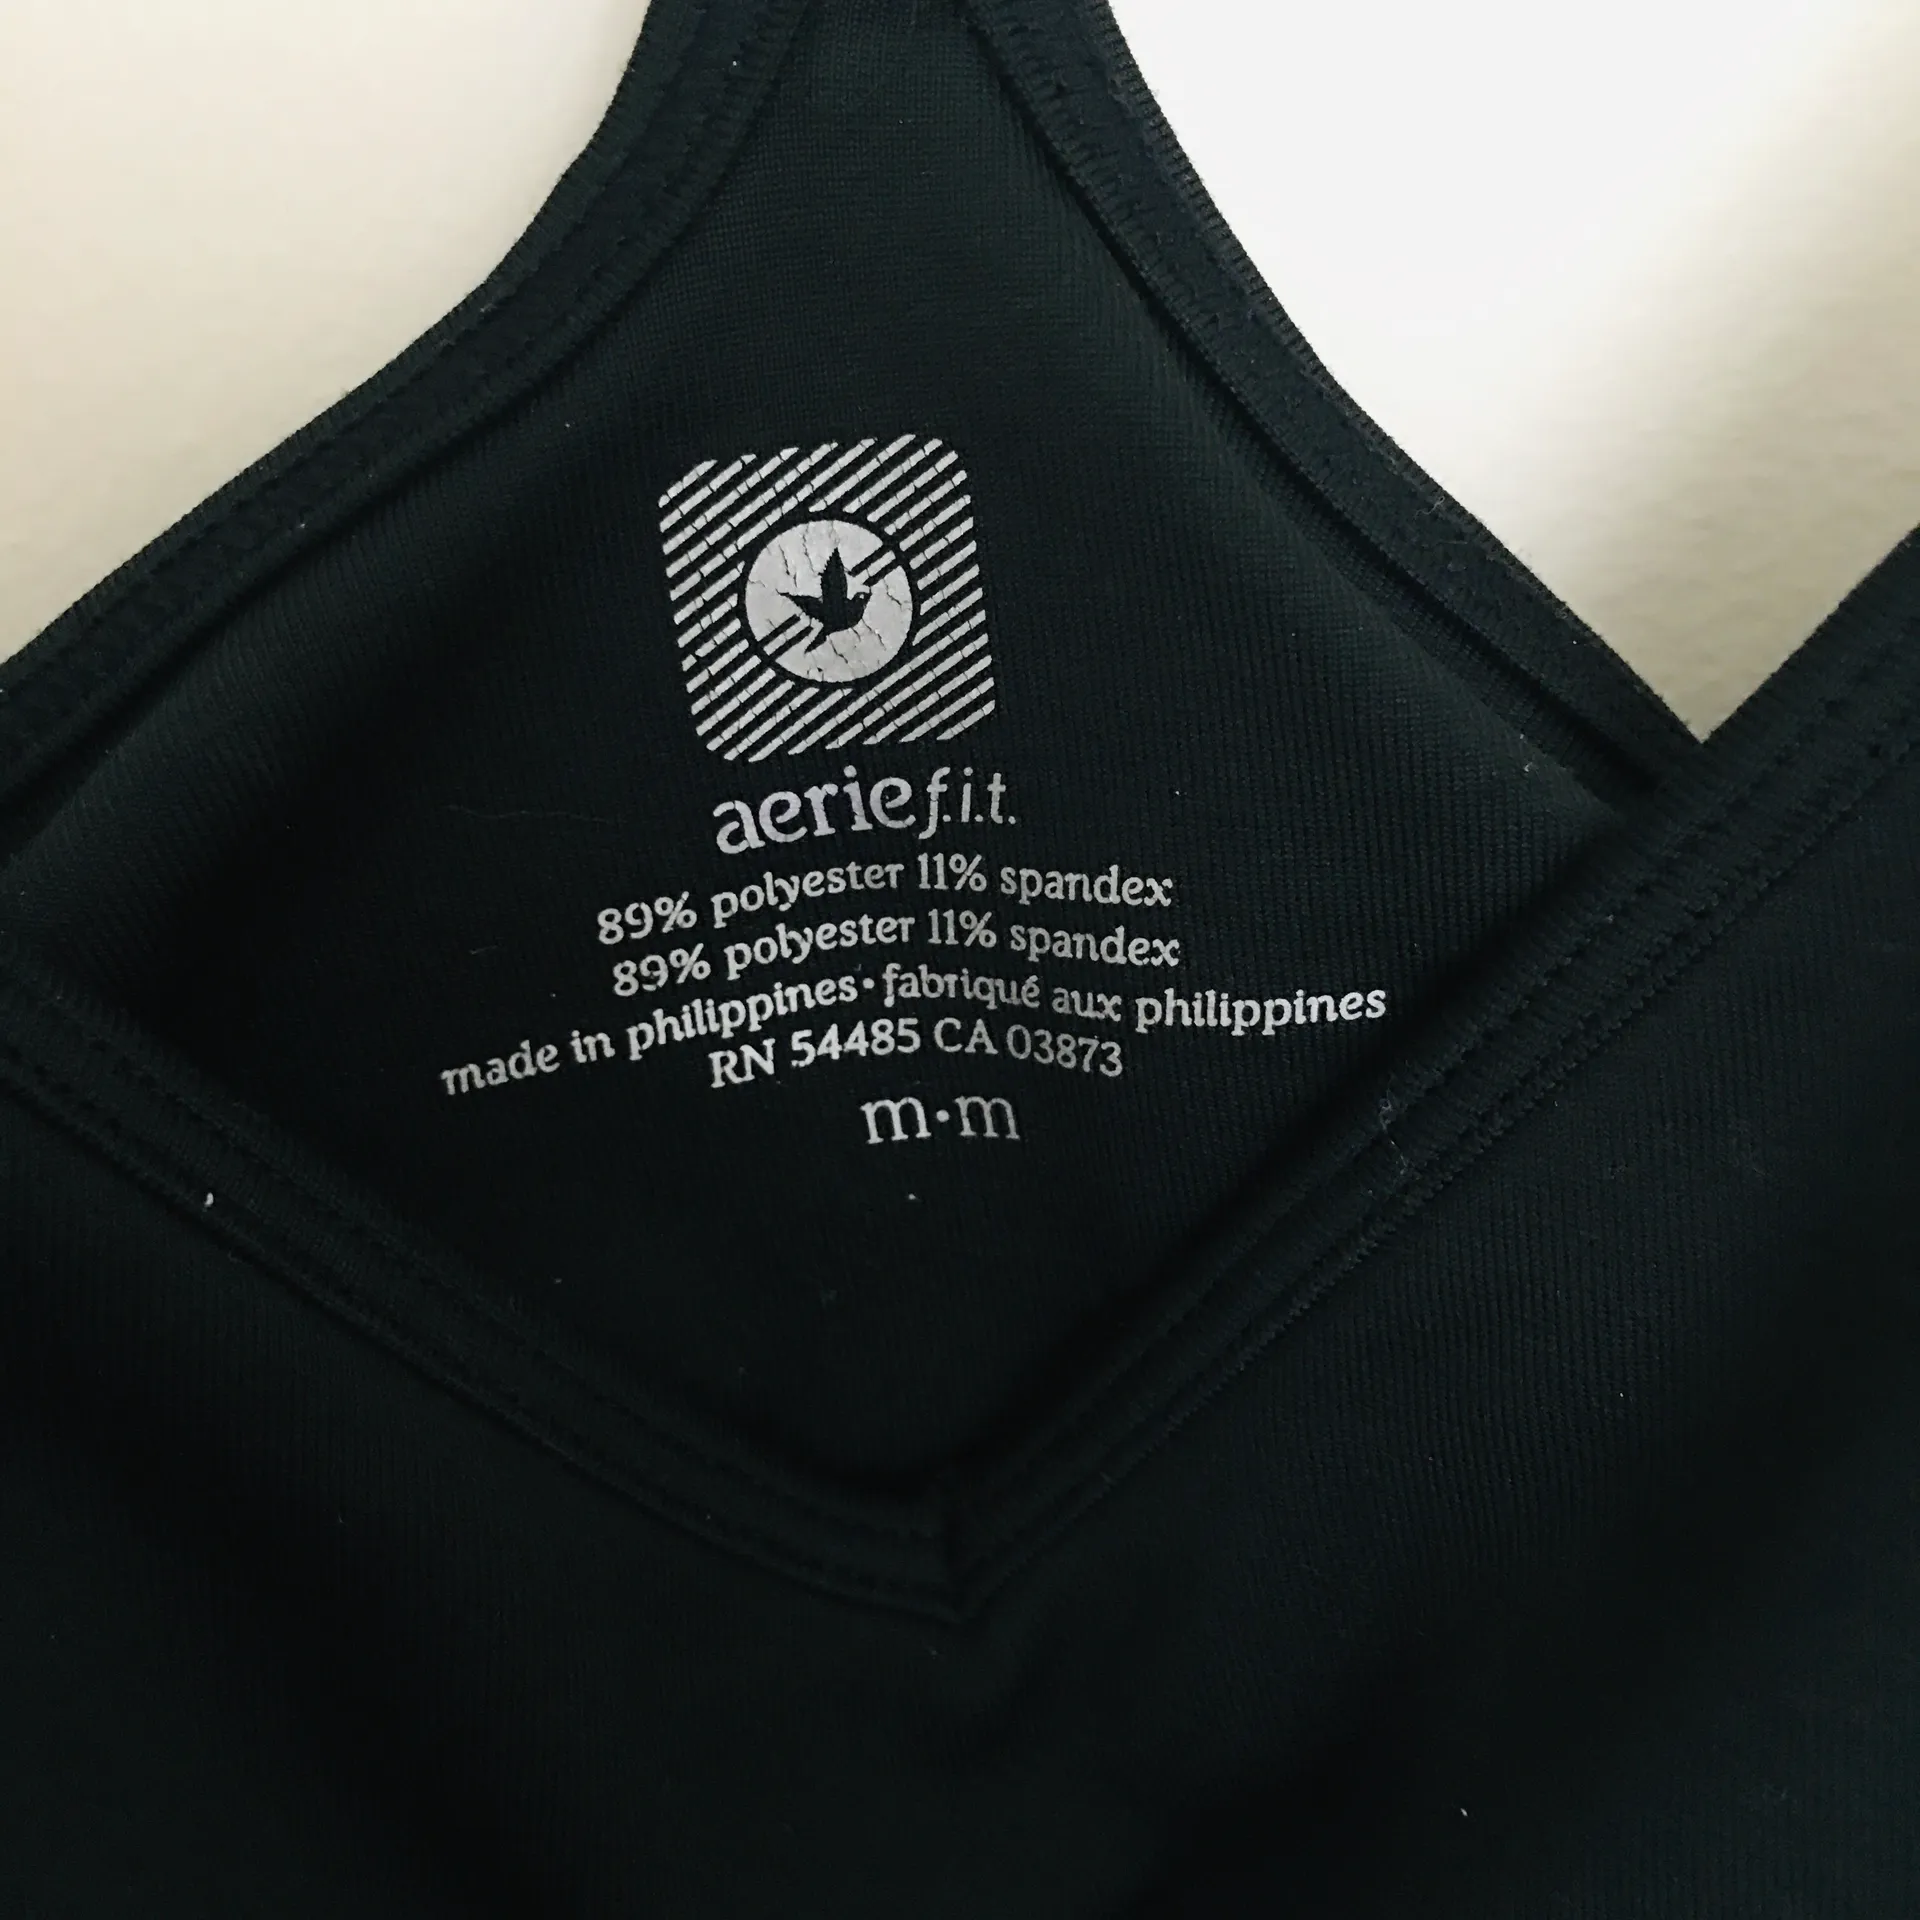 aerie f.i.t.
89% polyester 11% spandex
89% polyester 11% spandex
made in philippines·fabriqué aux philippines
RN 54485 CA 03873
m·m